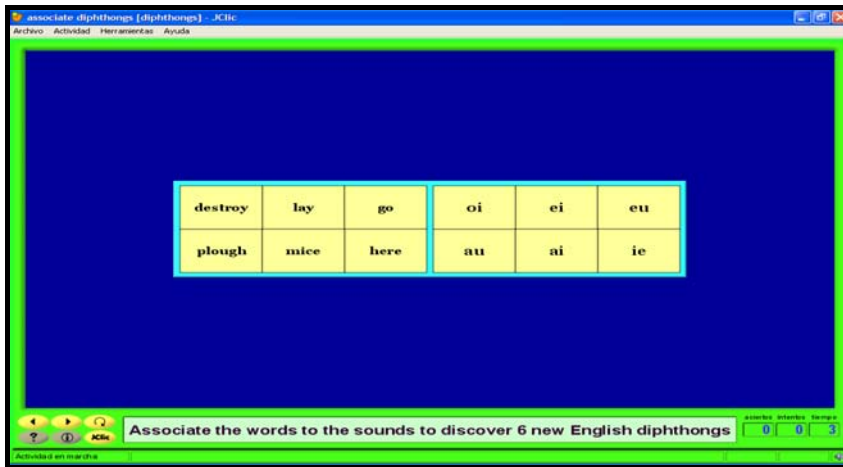 associate diphthongs [diphthongs] - JClic
Archivo Actividad Herramientas Ayuda
destroy lay go oi ei eu
plough mice here au ai ie
aciertos intentos tiempo
Associate the words to the sounds to discover 6 new English diphthongs 0 0 3
? i JClic
Actividad en marcha